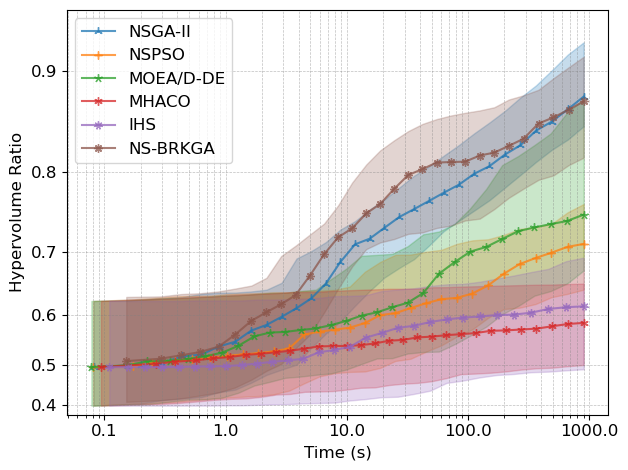 NSGA-II
NSPSO
MOEA/D-DE
MHACO
IHS
NS-BRKGA
Hypervolume Ratio
0.9
0.8
0.7
0.6
0.5
0.4
0.1 1.0 10.0 100.0 1000.0
Time (s)